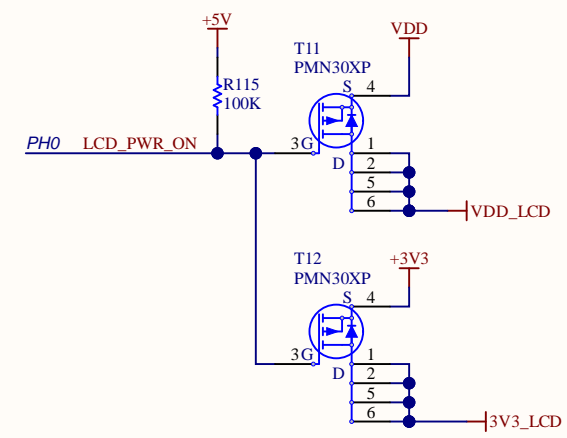 +5V
VDD
T11
PMN30XP
R115
100K
S 4
PH0 LCD_PWR_ON
3 G
1
D 2
5
6
VDD_LCD
T12
+3V3
PMN30XP
S 4
3 G
1
D 2
5
6
3V3_LCD